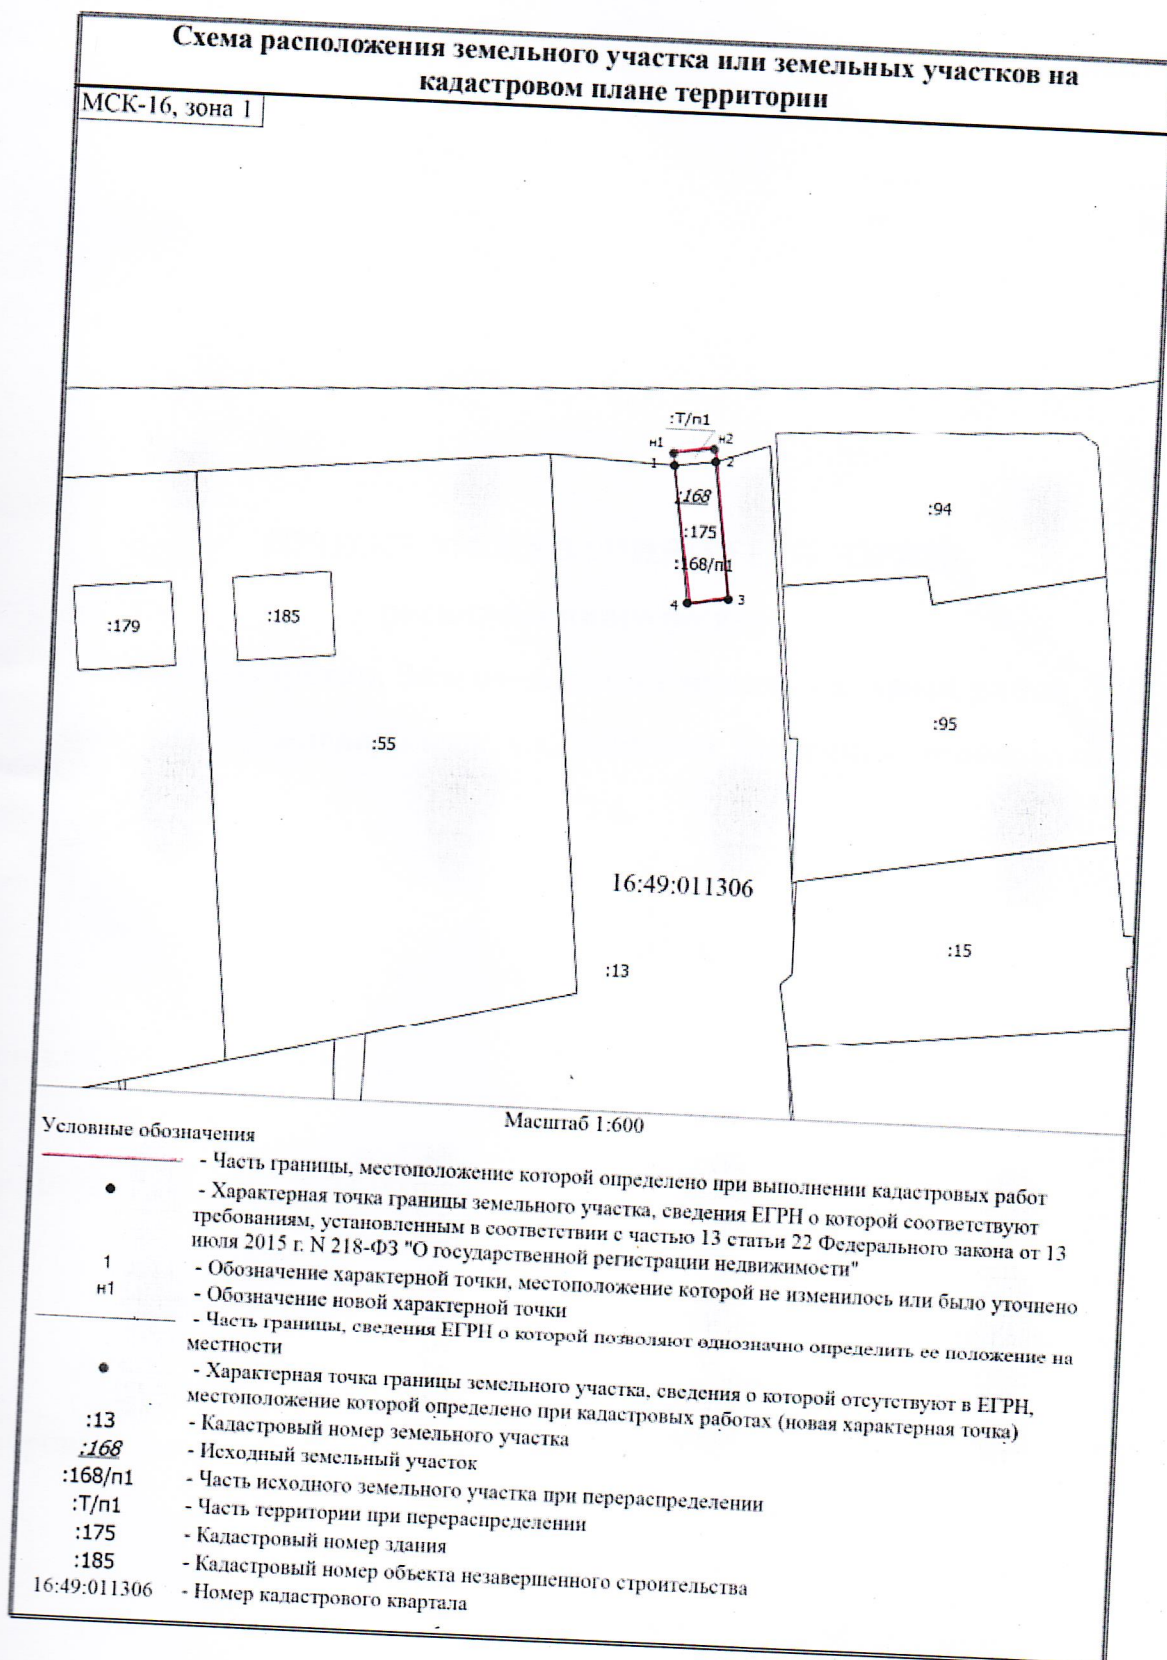 Схема расположения земельного участка или земельных участков на
кадастровом плане территории
МСК-16, зона 1
:Т/п1
н1
н2
1
2
:168
:175
:168/п1
4
3
:94
:179
:185
:55
:95
16:49:011306
:13
:15
Масштаб 1:600
Условные обозначения
- Часть границы, местоположение которой определено при выполнении кадастровых работ
- Характерная точка границы земельного участка, сведения ЕГРН о которой соответствуют
требованиям, установленным в соответствии с частью 13 статьи 22 Федерального закона от 13
июля 2015 г. N 218-ФЗ "О государственной регистрации недвижимости"
1 - Обозначение характерной точки, местоположение которой не изменилось или было уточнено
н1 - Обозначение новой характерной точки
- Часть границы, сведения ЕГРН о которой позволяют однозначно определить ее положение на
местности
- Характерная точка границы земельного участка, сведения о которой отсутствуют в ЕГРН,
местоположение которой определено при кадастровых работах (новая характерная точка)
:13 - Кадастровый номер земельного участка
:168 - Исходный земельный участок
:168/п1 - Часть исходного земельного участка при перераспределении
:Т/п1 - Часть территории при перераспределении
:175 - Кадастровый номер здания
:185 - Кадастровый номер объекта незавершенного строительства
16:49:011306 - Номер кадастрового квартала